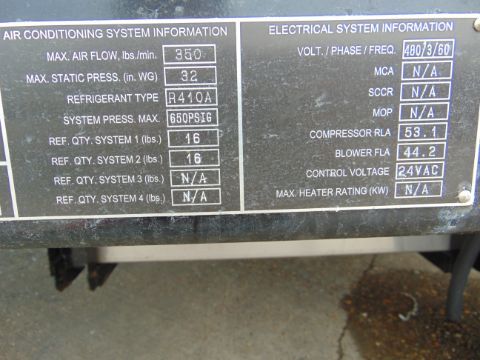 AIR CONDITIONING SYSTEM INFORMATION
MAX. AIR FLOW, lbs./min. 350
MAX. STATIC PRESS. (in. WG) 32
REFRIGERANT TYPE R410A
SYSTEM PRESS. MAX. 650PSIG
REF. QTY. SYSTEM 1 (lbs.) 16
REF. QTY. SYSTEM 2 (lbs.) 16
REF. QTY. SYSTEM 3 (lbs.) N/A
REF. QTY. SYSTEM 4 (lbs.) N/A
ELECTRICAL SYSTEM INFORMATION
VOLT. / PHASE / FREQ. 480/3/60
MCA N/A
SCCR N/A
MOP N/A
COMPRESSOR RLA 53.1
BLOWER FLA 44.2
CONTROL VOLTAGE 24VAC
MAX. HEATER RATING (KW) N/A